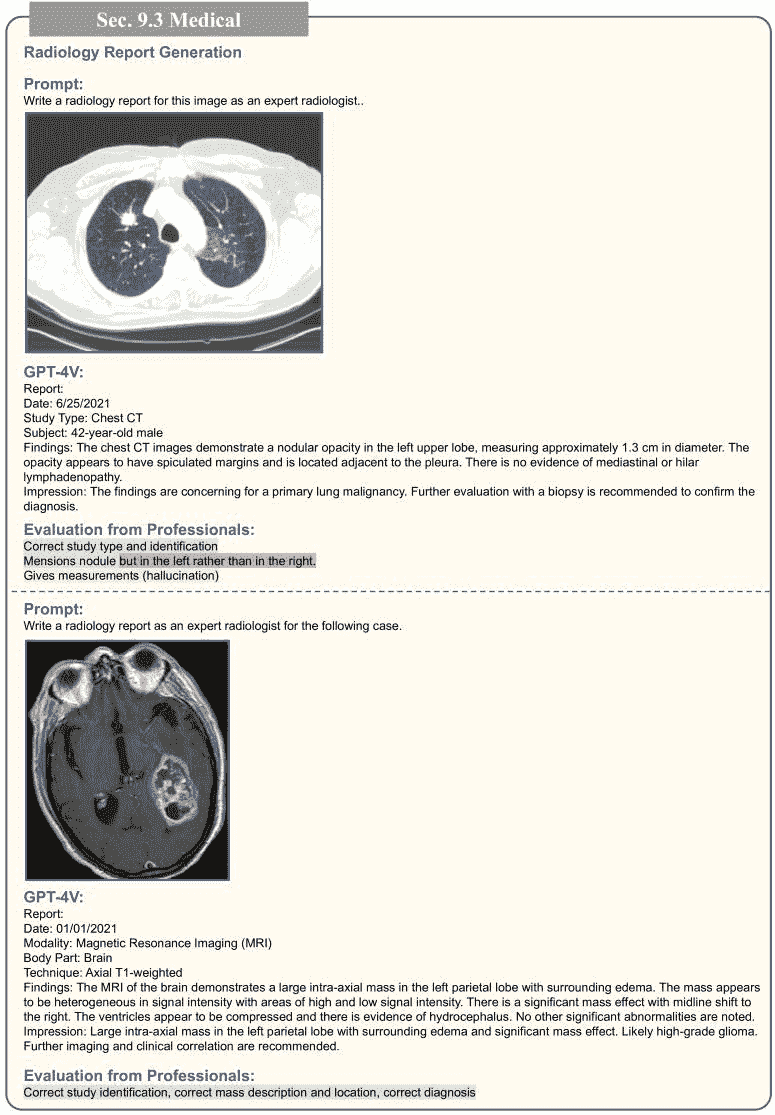 Sec. 9.3 Medical
Radiology Report Generation
Prompt:
Write a radiology report for this image as an expert radiologist..
GPT-4V:
Report:
Date: 6/25/2021
Study Type: Chest CT
Subject: 42-year-old male
Findings: The chest CT images demonstrate a nodular opacity in the left upper lobe, measuring approximately 1.3 cm in diameter. The
opacity appears to have spiculated margins and is located adjacent to the pleura. There is no evidence of mediastinal or hilar
lymphadenopathy.
Impression: The findings are concerning for a primary lung malignancy. Further evaluation with a biopsy is recommended to confirm the
diagnosis.
Evaluation from Professionals:
Correct study type and identification
Mensions nodule but in the left rather than in the right.
Gives measurements (hallucination)
Prompt:
Write a radiology report as an expert radiologist for the following case.
GPT-4V:
Report:
Date: 01/01/2021
Modality: Magnetic Resonance Imaging (MRI)
Body Part: Brain
Technique: Axial T1-weighted
Findings: The MRI of the brain demonstrates a large intra-axial mass in the left parietal lobe with surrounding edema. The mass appears
to be heterogeneous in signal intensity with areas of high and low signal intensity. There is a significant mass effect with midline shift to
the right. The ventricles appear to be compressed and there is evidence of hydrocephalus. No other significant abnormalities are noted.
Impression: Large intra-axial mass in the left parietal lobe with surrounding edema and significant mass effect. Likely high-grade glioma.
Further imaging and clinical correlation are recommended.
Evaluation from Professionals:
Correct study identification, correct mass description and location, correct diagnosis